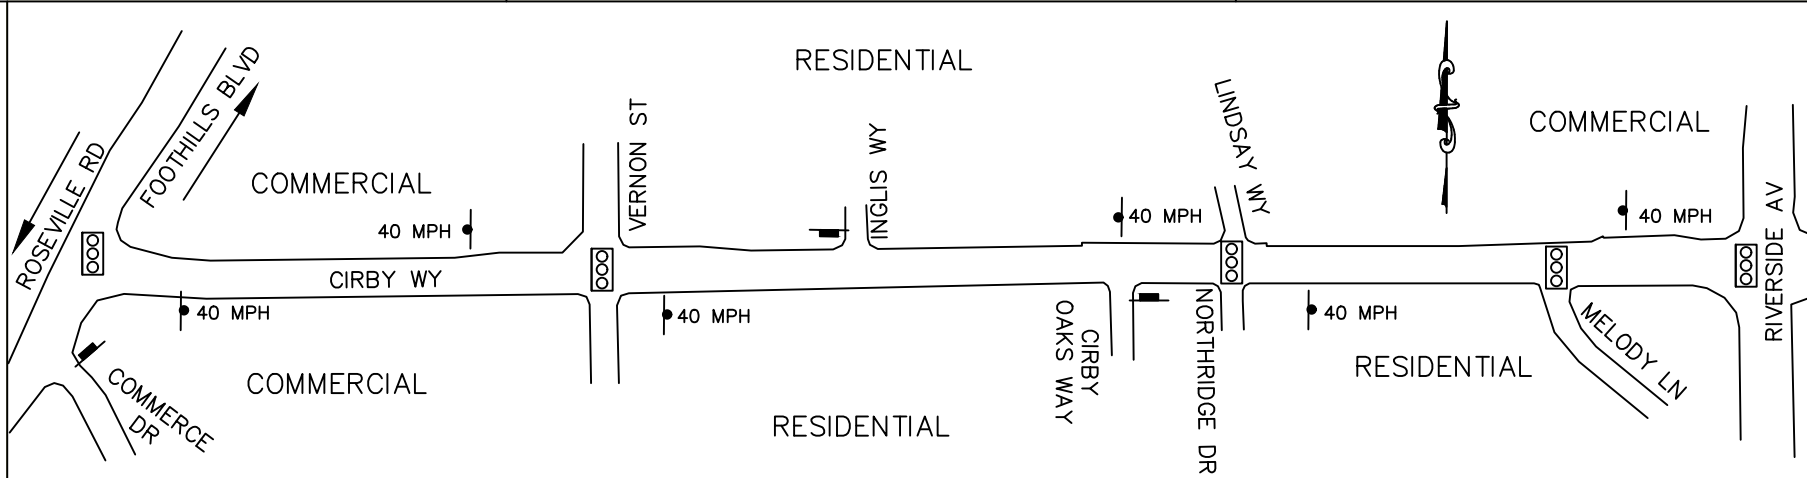 RESIDENTIAL
ROSEVILLE RD
FOOTHILLS BLVD
COMMERCIAL
40 MPH
VERNON ST
INGLIS WY
40 MPH
LINDSAY WY
COMMERCIAL
40 MPH
RIVERSIDE AV
CIRBY WY
40 MPH
40 MPH
40 MPH
COMMERCE
DR
COMMERCIAL
RESIDENTIAL
CIRBY
OAKS WAY
NORTHRIDGE DR
RESIDENTIAL
MELODY LN